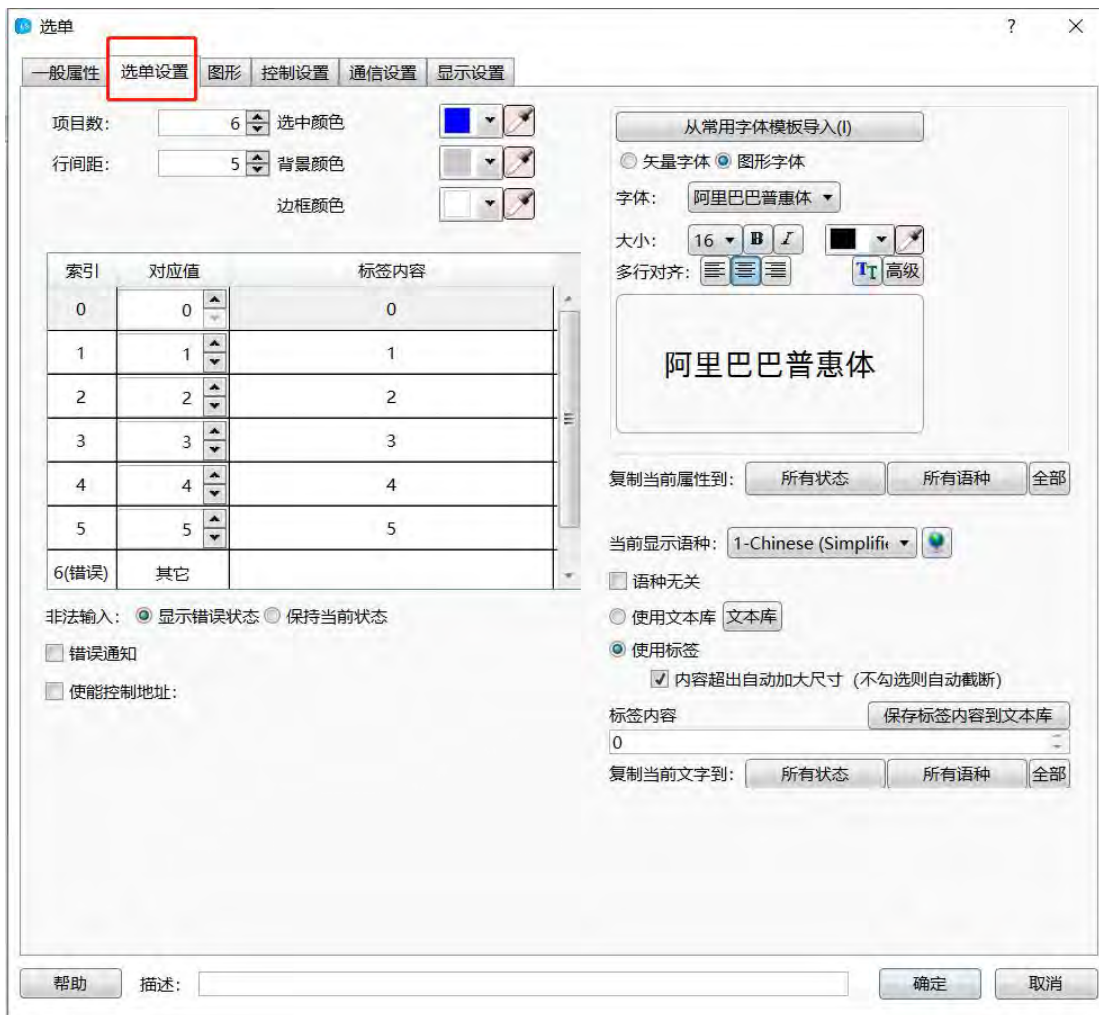 选单
?
一般属性 选单设置 图形 控制设置 通信设置 显示设置
项目数: 6 选中颜色
行间距: 5 背景颜色
边框颜色
索引 对应值 标签内容
0 0 0
1 1 1
2 2 2
3 3 3
4 4 4
5 5 5
6(错误) 其它
非法输入: 显示错误状态 保持当前状态
错误通知
使能控制地址:
从常用字体模板导入(I)
矢量字体 图形字体
字体: 阿里巴巴普惠体
大小: 16 B I
多行对齐: TT 高级
阿里巴巴普惠体
复制当前属性到: 所有状态 所有语种 全部
当前显示语种: 1-Chinese (Simplifi
语种无关
使用文本库 文本库
使用标签
内容超出自动加大尺寸 (不勾选则自动截断)
标签内容 保存标签内容到文本库
0
复制当前文字到: 所有状态 所有语种 全部
帮助 描述: 确定 取消